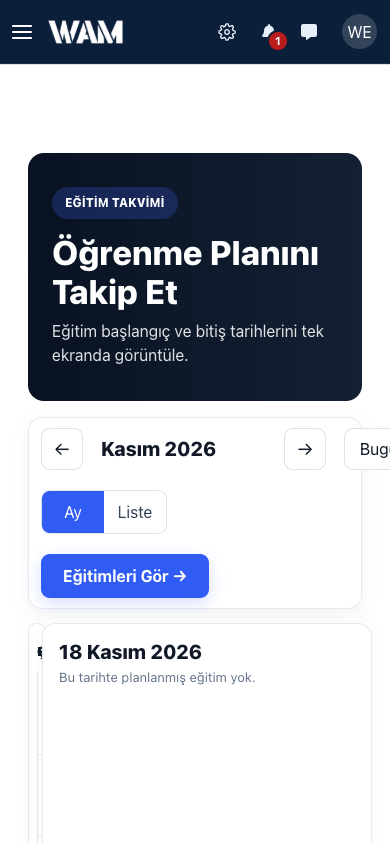 WAM
1
WE
EĞİTİM TAKVİMİ
Öğrenme Planını
Takip Et
Eğitim başlangıç ve bitiş tarihlerini tek
ekranda görüntüle.
← Kasım 2026 →
Ay Liste
Eğitimleri Gör →
18 Kasım 2026
Bu tarihte planlanmış eğitim yok.